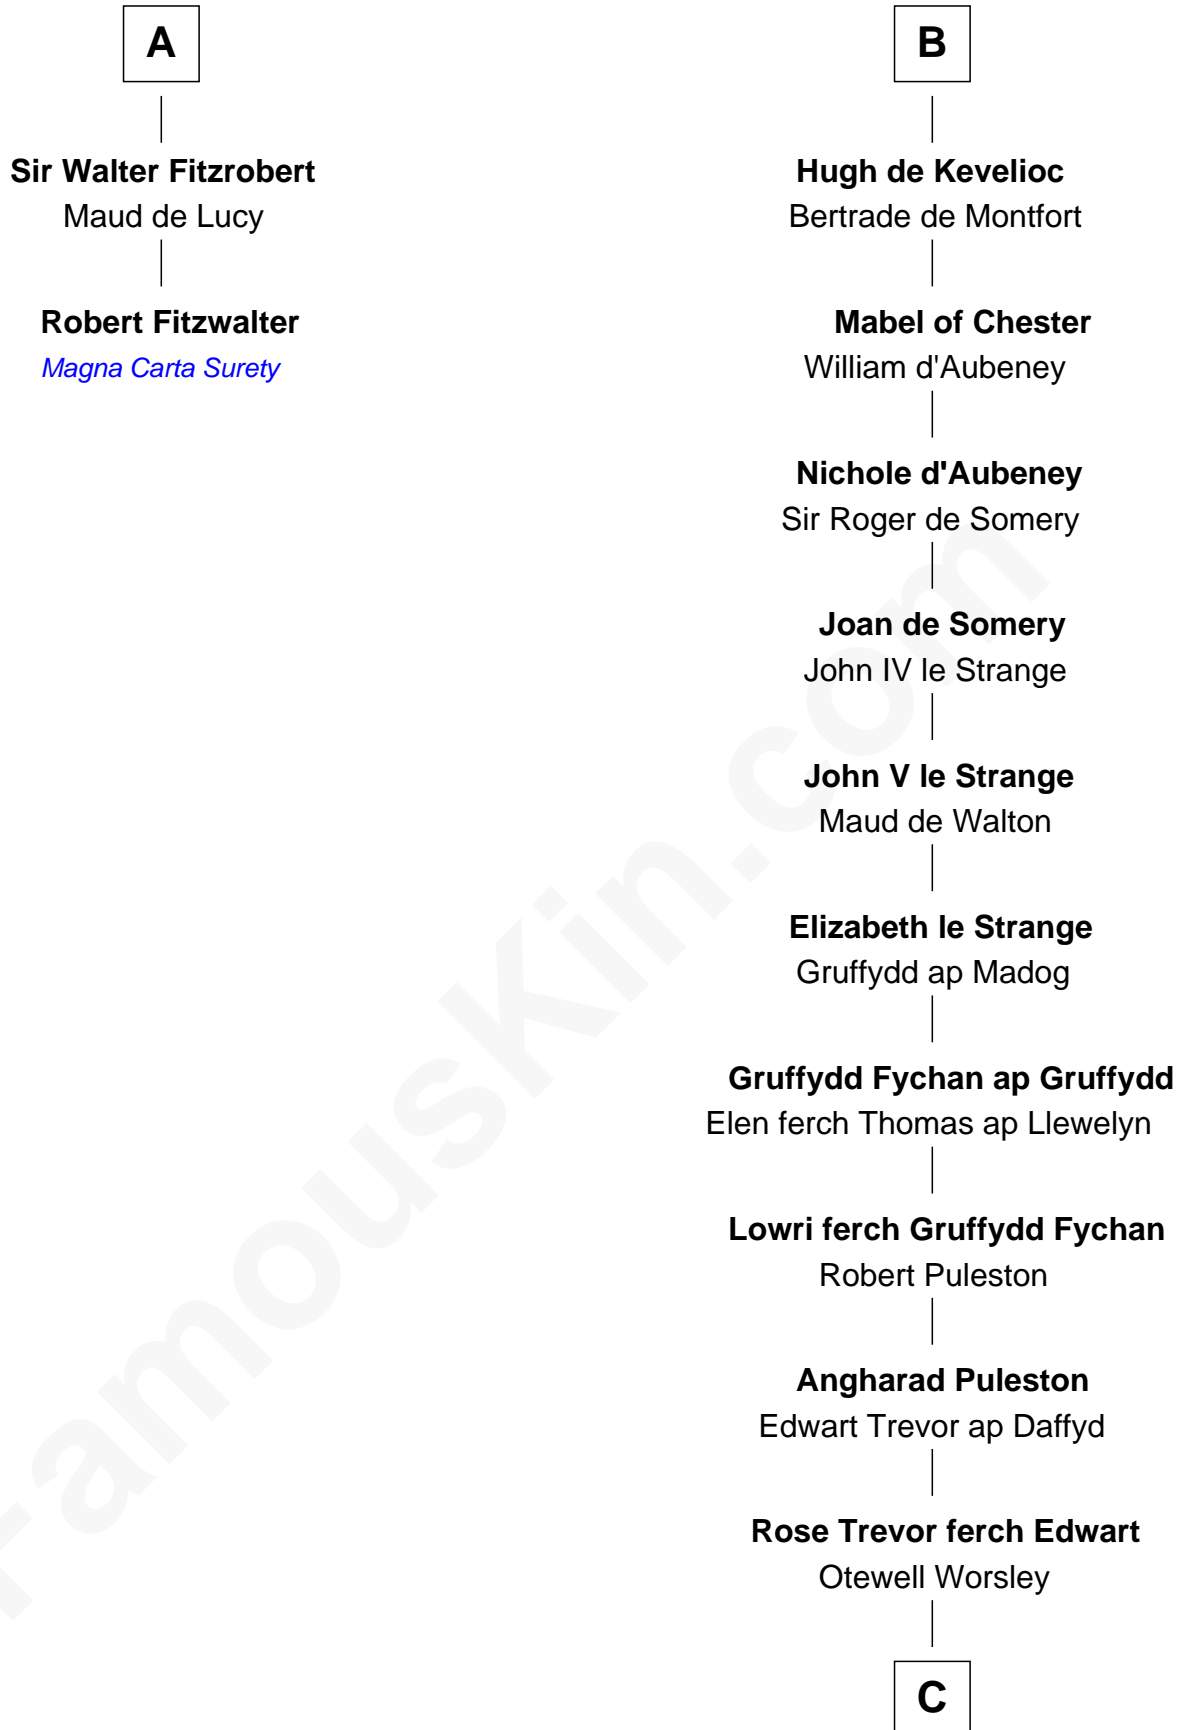 A
Sir Walter Fitzrobert
Maud de Lucy
Robert Fitzwalter
Magna Carta Surety
B
Hugh de Kevelioc
Bertrade de Montfort
Mabel of Chester
William d'Aubeney
Nichole d'Aubeney
Sir Roger de Somery
Joan de Somery
John IV le Strange
John V le Strange
Maud de Walton
Elizabeth le Strange
Gruffydd ap Madog
Gruffydd Fychan ap Gruffydd
Elen ferch Thomas ap Llewelyn
Lowri ferch Gruffydd Fychan
Robert Puleston
Angharad Puleston
Edwart Trevor ap Daffyd
Rose Trevor ferch Edwart
Otewell Worsley
C
FamousKin.com